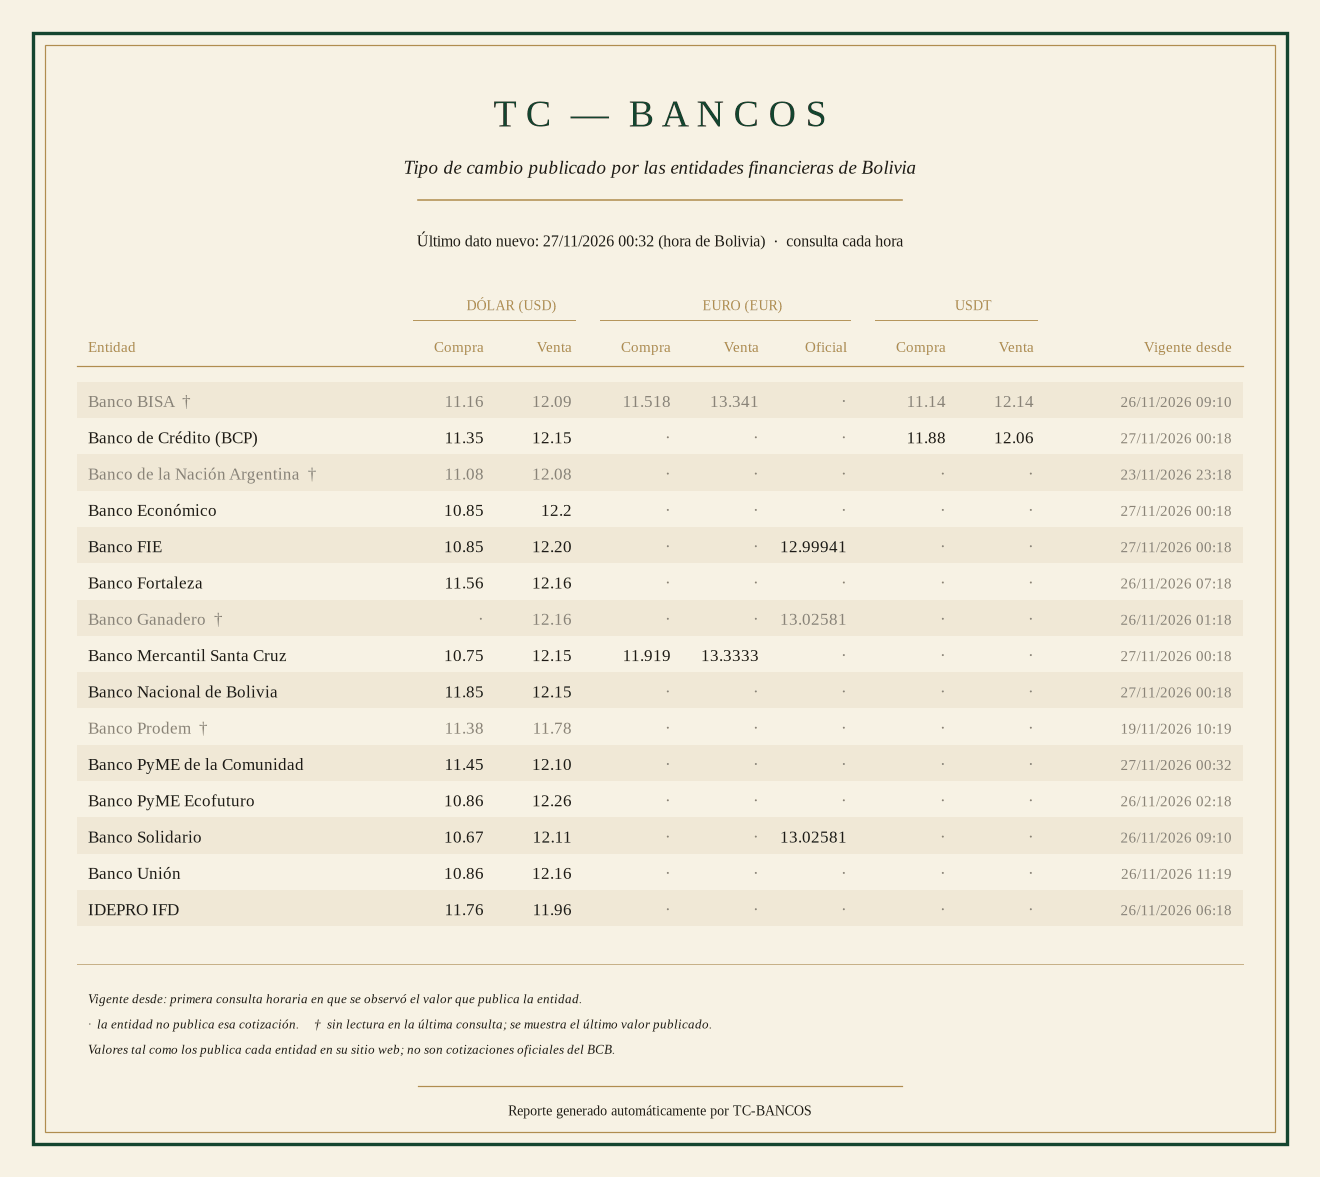 TC — BANCOS
Tipo de cambio publicado por las entidades financieras de Bolivia
Último dato nuevo: 27/11/2026 00:32 (hora de Bolivia) · consulta cada hora
DÓLAR (USD) EURO (EUR) USDT
Entidad Compra Venta Compra Venta Oficial Compra Venta Vigente desde
Banco BISA † 11.16 12.09 11.518 13.341 · 11.14 12.14 26/11/2026 09:10
Banco de Crédito (BCP) 11.35 12.15 · · · 11.88 12.06 27/11/2026 00:18
Banco de la Nación Argentina † 11.08 12.08 · · · · · 23/11/2026 23:18
Banco Económico 10.85 12.2 · · · · · 27/11/2026 00:18
Banco FIE 10.85 12.20 · · 12.99941 · · 27/11/2026 00:18
Banco Fortaleza 11.56 12.16 · · · · · 26/11/2026 07:18
Banco Ganadero † · 12.16 · · 13.02581 · · 26/11/2026 01:18
Banco Mercantil Santa Cruz 10.75 12.15 11.919 13.3333 · · · 27/11/2026 00:18
Banco Nacional de Bolivia 11.85 12.15 · · · · · 27/11/2026 00:18
Banco Prodem † 11.38 11.78 · · · · · 19/11/2026 10:19
Banco PyME de la Comunidad 11.45 12.10 · · · · · 27/11/2026 00:32
Banco PyME Ecofuturo 10.86 12.26 · · · · · 26/11/2026 02:18
Banco Solidario 10.67 12.11 · · 13.02581 · · 26/11/2026 09:10
Banco Unión 10.86 12.16 · · · · · 26/11/2026 11:19
IDEPRO IFD 11.76 11.96 · · · · · 26/11/2026 06:18
Vigente desde: primera consulta horaria en que se observó el valor que publica la entidad.
· la entidad no publica esa cotización. † sin lectura en la última consulta; se muestra el último valor publicado.
Valores tal como los publica cada entidad en su sitio web; no son cotizaciones oficiales del BCB.
Reporte generado automáticamente por TC-BANCOS